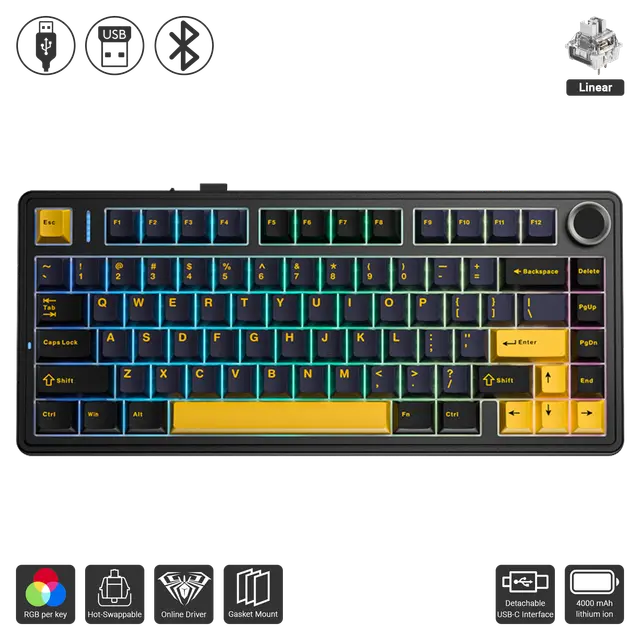 USB
Linear
Esc F1 F2 F3 F4 F5 F6 F7 F8 F9 F10 F11 F12
~ ! @ # $ % ^ & * ( ) — +
` 1 2 3 4 5 6 7 8 9 0 - =
← Backspace Delete
Tab Q W E R T Y U I O P { } | PgUp
[ ] \
Caps Lock A S D F G H J K L : " ← Enter PgDn
; '
Shift Z X C V B N M < > ? Shift ↑ End
, . /
Ctrl Win Alt Fn Ctrl ← ↓ →
RGB per key
Hot-Swappable
Online Driver
Gasket Mount
Detachable
USB-C Interface
4000 mAh
lithium ion